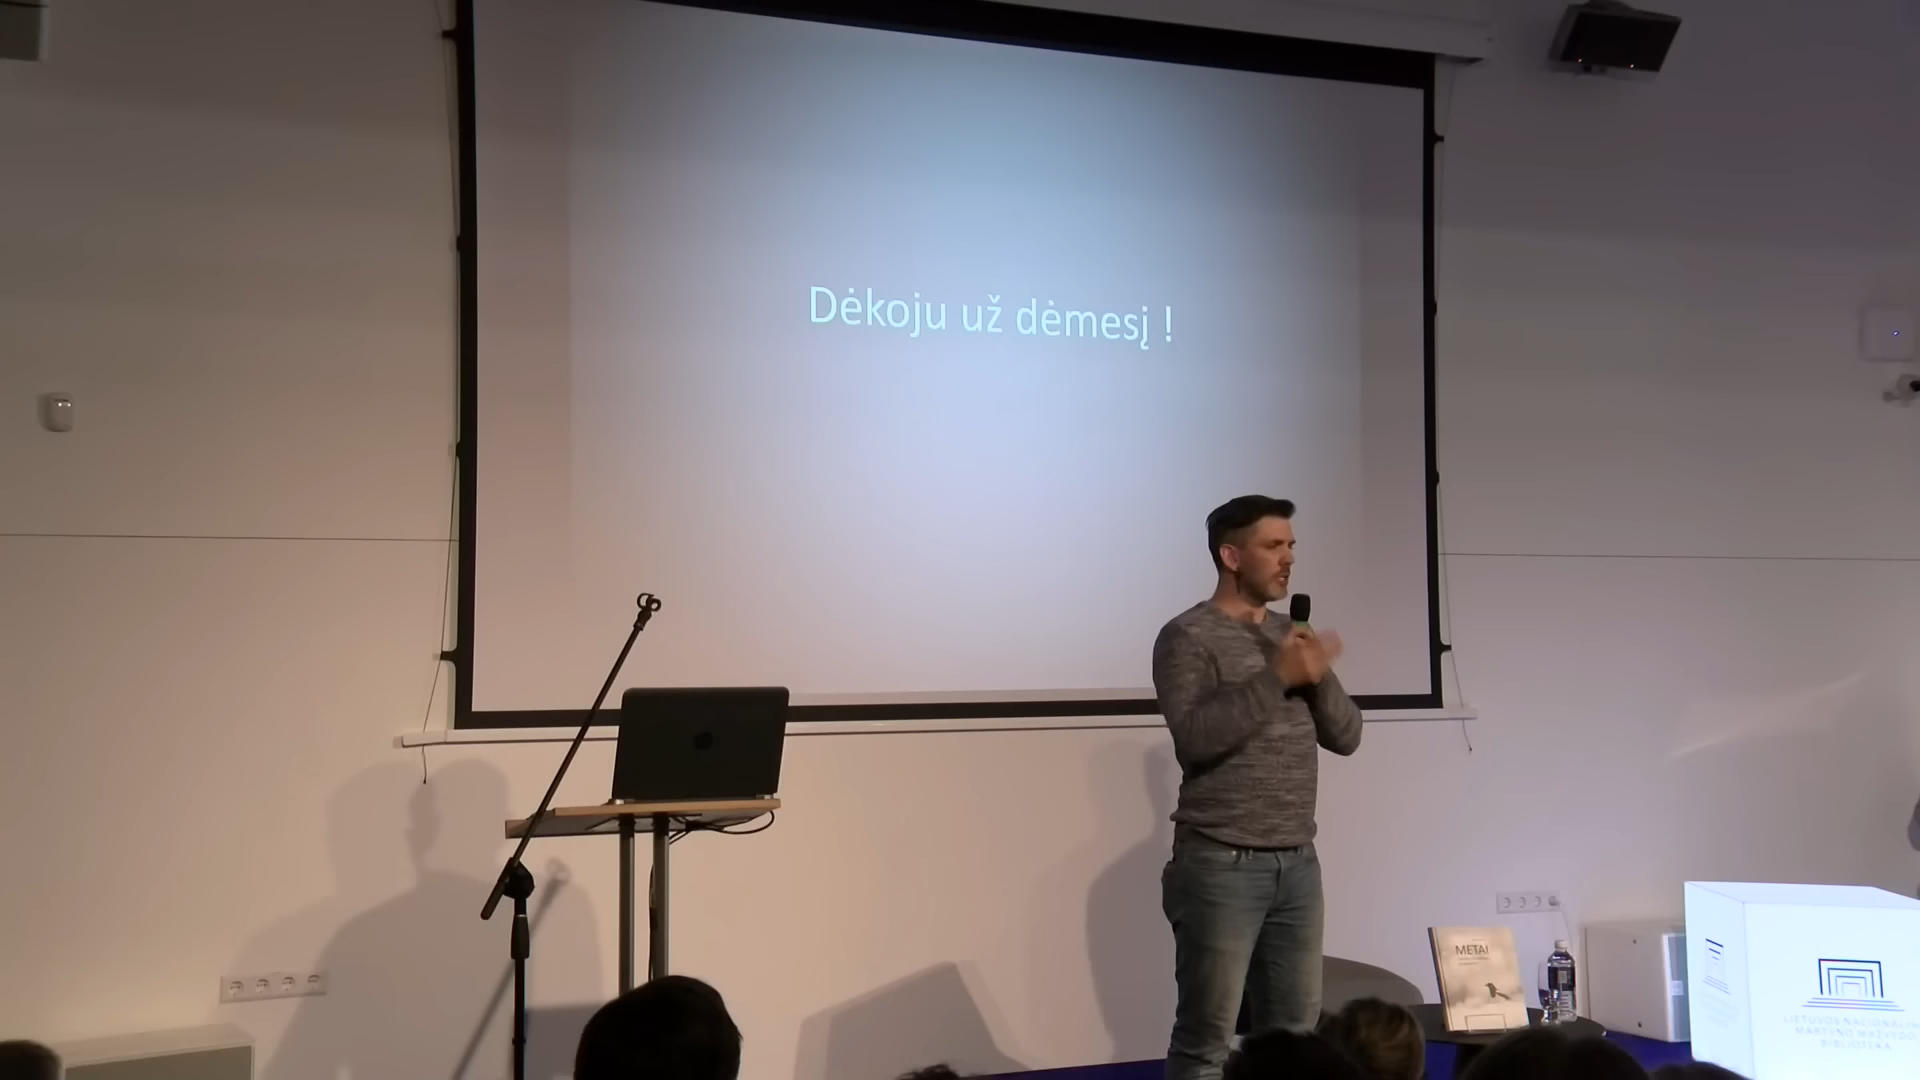 Dėkoju už dėmesį !
METAI
LIETUVOS NACIONALINĖ
MARTYNO MAŽVYDO
BIBLIOTEKA